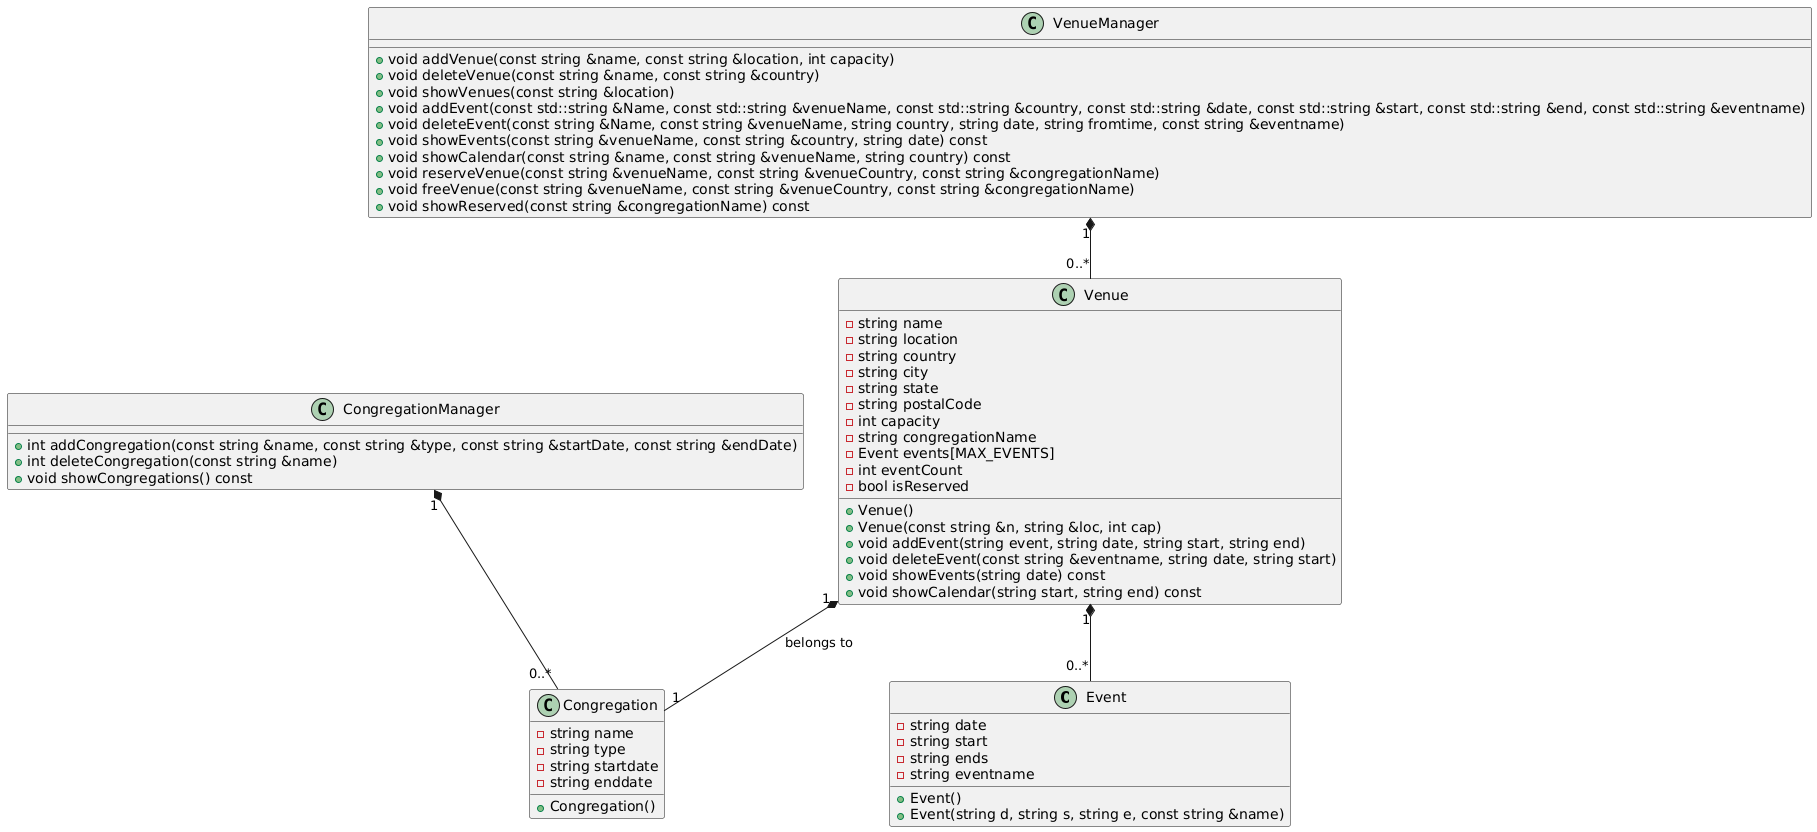 C VenueManager
void addVenue(const string &name, const string &location, int capacity)
void deleteVenue(const string &name, const string &country)
void showVenues(const string &location)
void addEvent(const std::string &Name, const std::string &venueName, const std::string &country, const std::string &date, const std::string &start, const std::string &end, const std::string &eventname)
void deleteEvent(const string &Name, const string &venueName, string country, string date, string fromtime, const string &eventname)
void showEvents(const string &venueName, const string &country, string date) const
void showCalendar(const string &name, const string &venueName, string country) const
void reserveVenue(const string &venueName, const string &venueCountry, const string &congregationName)
void freeVenue(const string &venueName, const string &venueCountry, const string &congregationName)
void showReserved(const string &congregationName) const
1
0..*
C Venue
string name
string location
string country
string city
string state
string postalCode
int capacity
string congregationName
Event events[MAX_EVENTS]
int eventCount
bool isReserved
Venue()
Venue(const string &n, string &loc, int cap)
void addEvent(string event, string date, string start, string end)
void deleteEvent(const string &eventname, string date, string start)
void showEvents(string date) const
void showCalendar(string start, string end) const
C CongregationManager
int addCongregation(const string &name, const string &type, const string &startDate, const string &endDate)
int deleteCongregation(const string &name)
void showCongregations() const
1
0..*
1
belongs to
1
1
0..*
C Congregation
string name
string type
string startdate
string enddate
Congregation()
C Event
string date
string start
string ends
string eventname
Event()
Event(string d, string s, string e, const string &name)